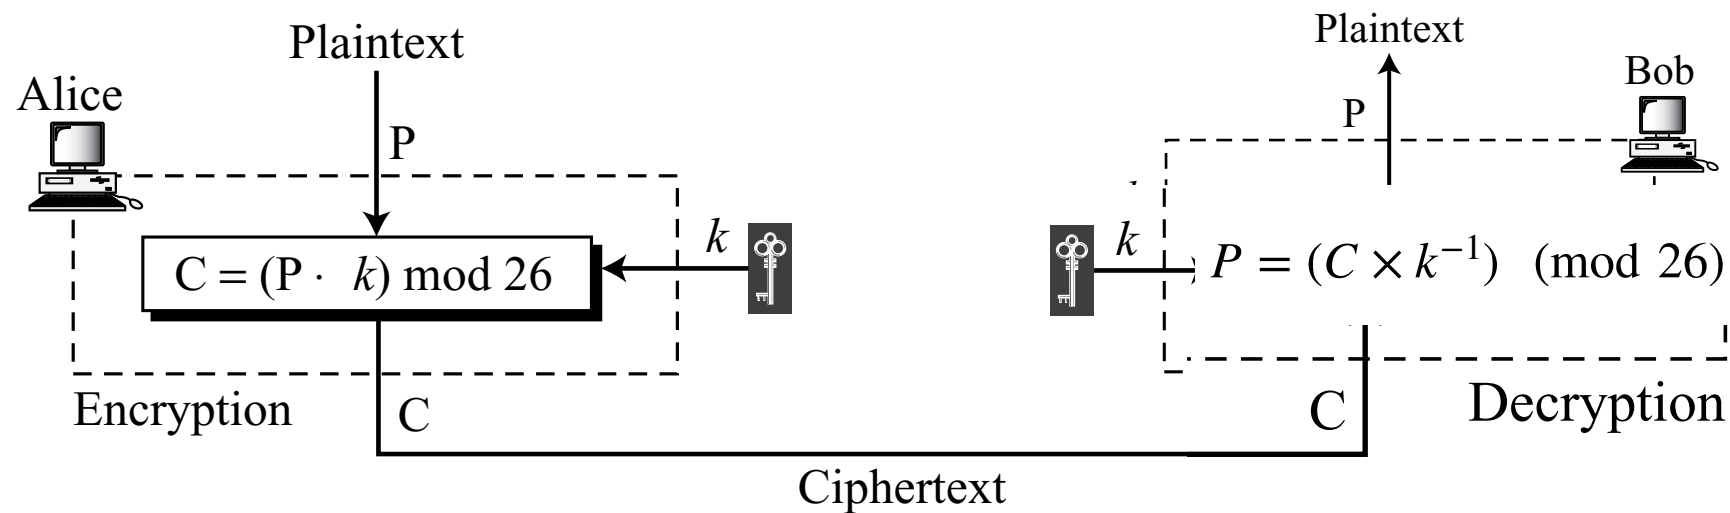 Plaintext
Plaintext
Alice
Bob
P
P
k
k
C = (P · k) mod 26
P = (C × k⁻¹) (mod 26)
Encryption
C
C
Decryption
Ciphertext